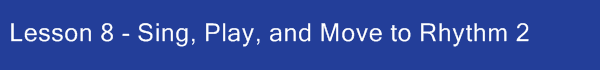 Lesson 8 - Sing, Play, and Move to Rhythm 2